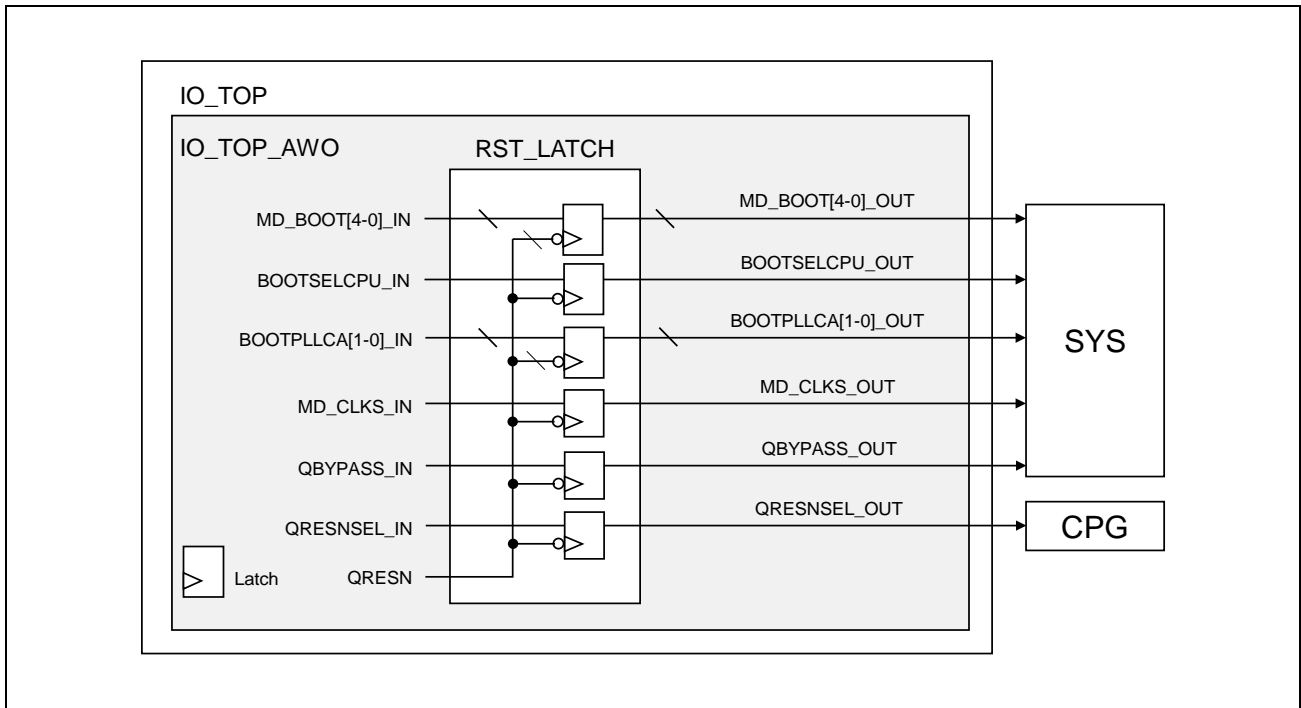 IO_TOP
IO_TOP_AWO
RST_LATCH
MD_BOOT[4-0]_IN
MD_BOOT[4-0]_OUT
BOOTSELCPU_IN
BOOTSELCPU_OUT
BOOTPLLCA[1-0]_IN
BOOTPLLCA[1-0]_OUT
SYS
MD_CLKS_IN
MD_CLKS_OUT
QBYPASS_IN
QBYPASS_OUT
QRESNSEL_IN
QRESNSEL_OUT
CPG
Latch
QRESN